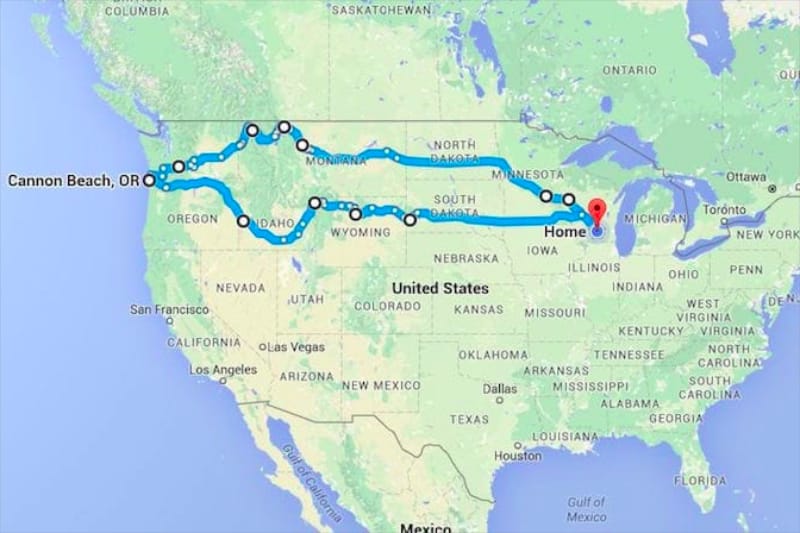 BRITISH
COLUMBIA
SASKATCHEWAN
ONTARIO
Ottawa
Toronto
NORTH
DAKOTA
MONTANA
MINNESOTA
Cannon Beach, OR
OREGON
IDAHO
WYOMING
SOUTH
DAKOTA
Home
MICHIGAN
NEW YORK
IOWA
NEBRASKA
ILLINOIS
INDIANA
OHIO
PENN
United States
NEVADA
UTAH
COLORADO
KANSAS
MISSOURI
WEST
VIRGINIA
KENTUCKY
VIRGINIA
San Francisco
CALIFORNIA
Las Vegas
Los Angeles
ARIZONA
NEW MEXICO
OKLAHOMA
ARKANSAS
TENNESSEE
NORTH
CAROLINA
SOUTH
CAROLINA
MISSISSIPPI
ALABAMA
GEORGIA
Dallas
TEXAS
LOUISIANA
Houston
FLORIDA
Gulf of California
Gulf of
Mexico
Mexico